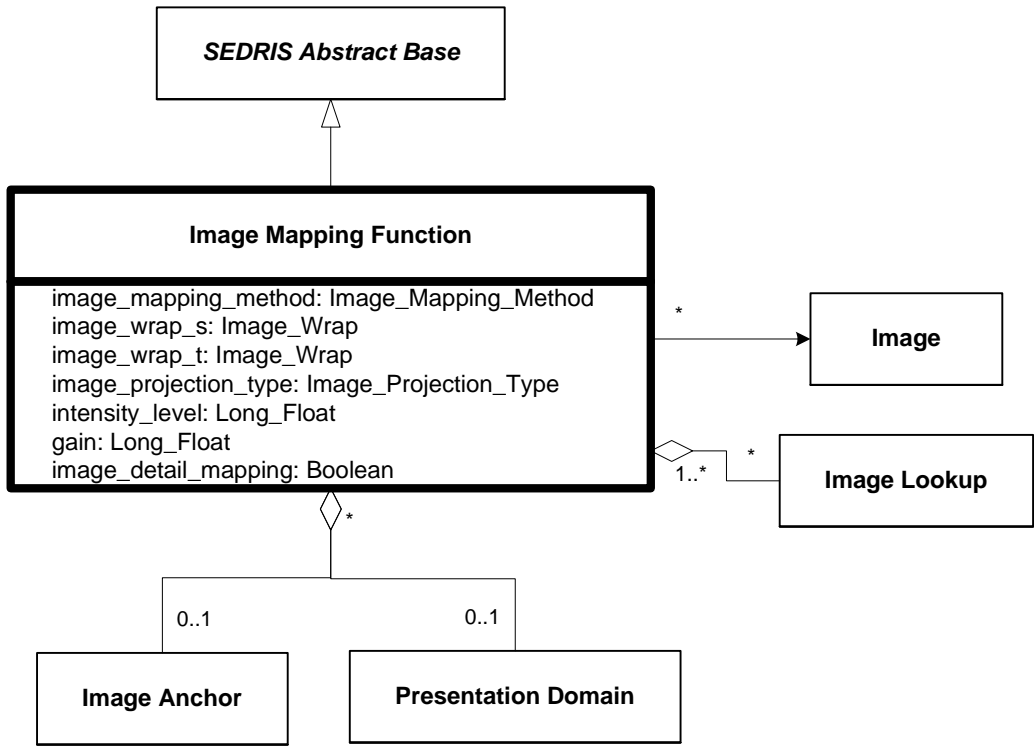 SEDRIS Abstract Base
Image Mapping Function
image_mapping_method: Image_Mapping_Method
image_wrap_s: Image_Wrap
image_wrap_t: Image_Wrap
image_projection_type: Image_Projection_Type
intensity_level: Long_Float
gain: Long_Float
image_detail_mapping: Boolean
*
Image
1..*
*
Image Lookup
*
0..1
0..1
Image Anchor
Presentation Domain